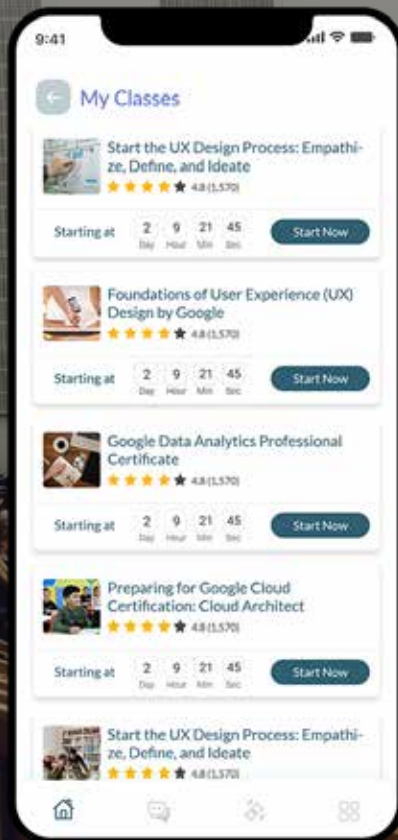 9:41
My Classes
Start the UX Design Process: Empathi-
ze, Define, and Ideate
4.8 (1,570)
Starting at 2 9 21 45 Start Now
Day Hour Min Sec
Foundations of User Experience (UX)
Design by Google
4.8 (1,570)
Starting at 2 9 21 45 Start Now
Day Hour Min Sec
Google Data Analytics Professional
Certificate
4.8 (1,570)
Starting at 2 9 21 45 Start Now
Day Hour Min Sec
Preparing for Google Cloud
Certification: Cloud Architect
4.8 (1,570)
Starting at 2 9 21 45 Start Now
Day Hour Min Sec
Start the UX Design Process: Empathi-
ze, Define, and Ideate
4.8 (1,570)